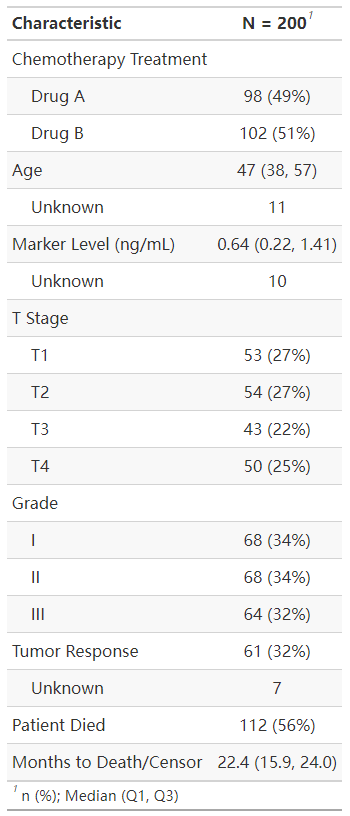 Characteristic N = 200¹
Chemotherapy Treatment
Drug A 98 (49%)
Drug B 102 (51%)
Age 47 (38, 57)
Unknown 11
Marker Level (ng/mL) 0.64 (0.22, 1.41)
Unknown 10
T Stage
T1 53 (27%)
T2 54 (27%)
T3 43 (22%)
T4 50 (25%)
Grade
I 68 (34%)
II 68 (34%)
III 64 (32%)
Tumor Response 61 (32%)
Unknown 7
Patient Died 112 (56%)
Months to Death/Censor 22.4 (15.9, 24.0)
¹ n (%); Median (Q1, Q3)